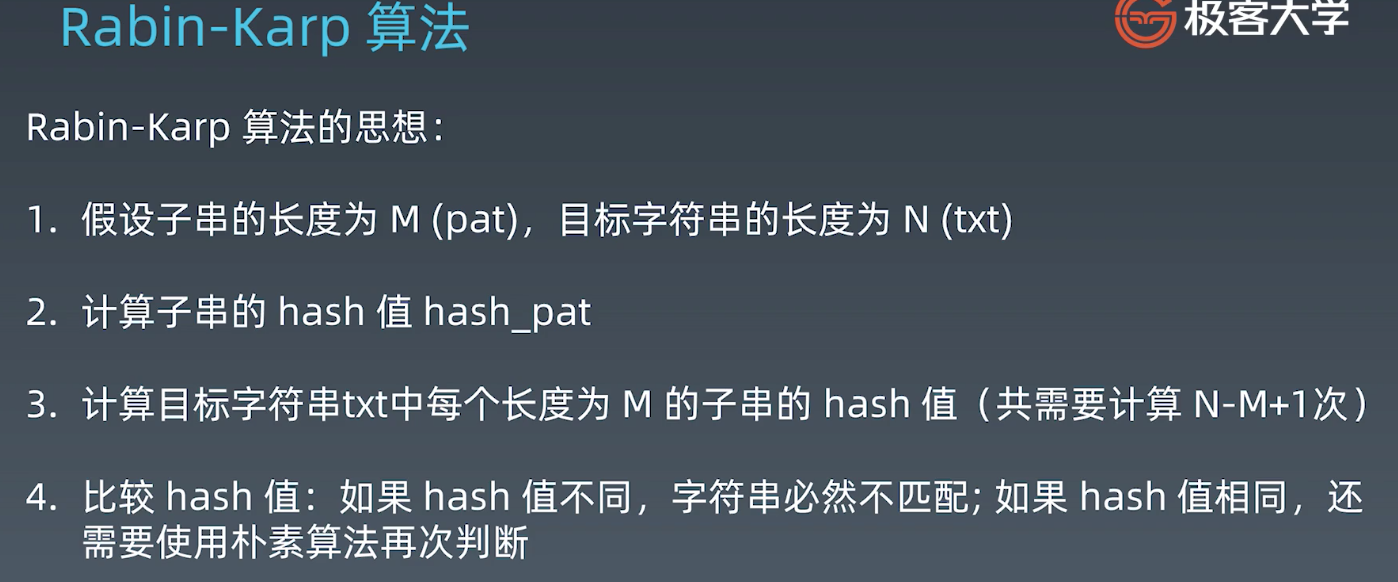 Rabin-Karp 算法
极客大学
Rabin-Karp 算法的思想：
1. 假设子串的长度为 M (pat)，目标字符串的长度为 N (txt)
2. 计算子串的 hash 值 hash_pat
3. 计算目标字符串txt中每个长度为 M 的子串的 hash 值（共需要计算 N-M+1次）
4. 比较 hash 值：如果 hash 值不同，字符串必然不匹配; 如果 hash 值相同，还
需要使用朴素算法再次判断